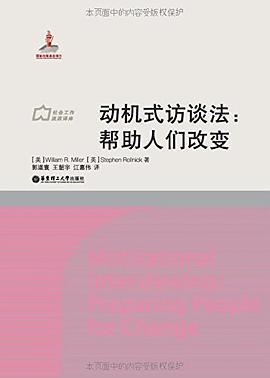 本页面中的内容受版权保护
社会工作
流派译库
动机式访谈法：
帮助人们改变
[美]William R. Miller [英]Stephen Rollnick 著
郭道寰 王韶宇 江嘉伟 译
华东理工大学出版社
Motivational
Interviewing:
Preparing People
for Change
本页面中的内容受版权保护